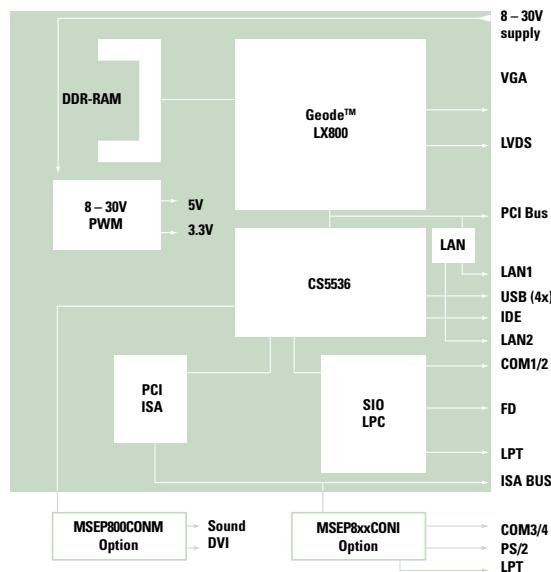 8 – 30V
supply
VGA
DDR-RAM
Geode™
LX800
LVDS
8 – 30V
PWM
5V
3.3V
PCI Bus
LAN
LAN1
CS5536
USB (4x)
IDE
LAN2
COM1/2
PCI
ISA
SIO
LPC
FD
LPT
ISA BUS
MSEP800CONM
Option
Sound
DVI
MSEP8xxCONI
Option
COM3/4
PS/2
LPT